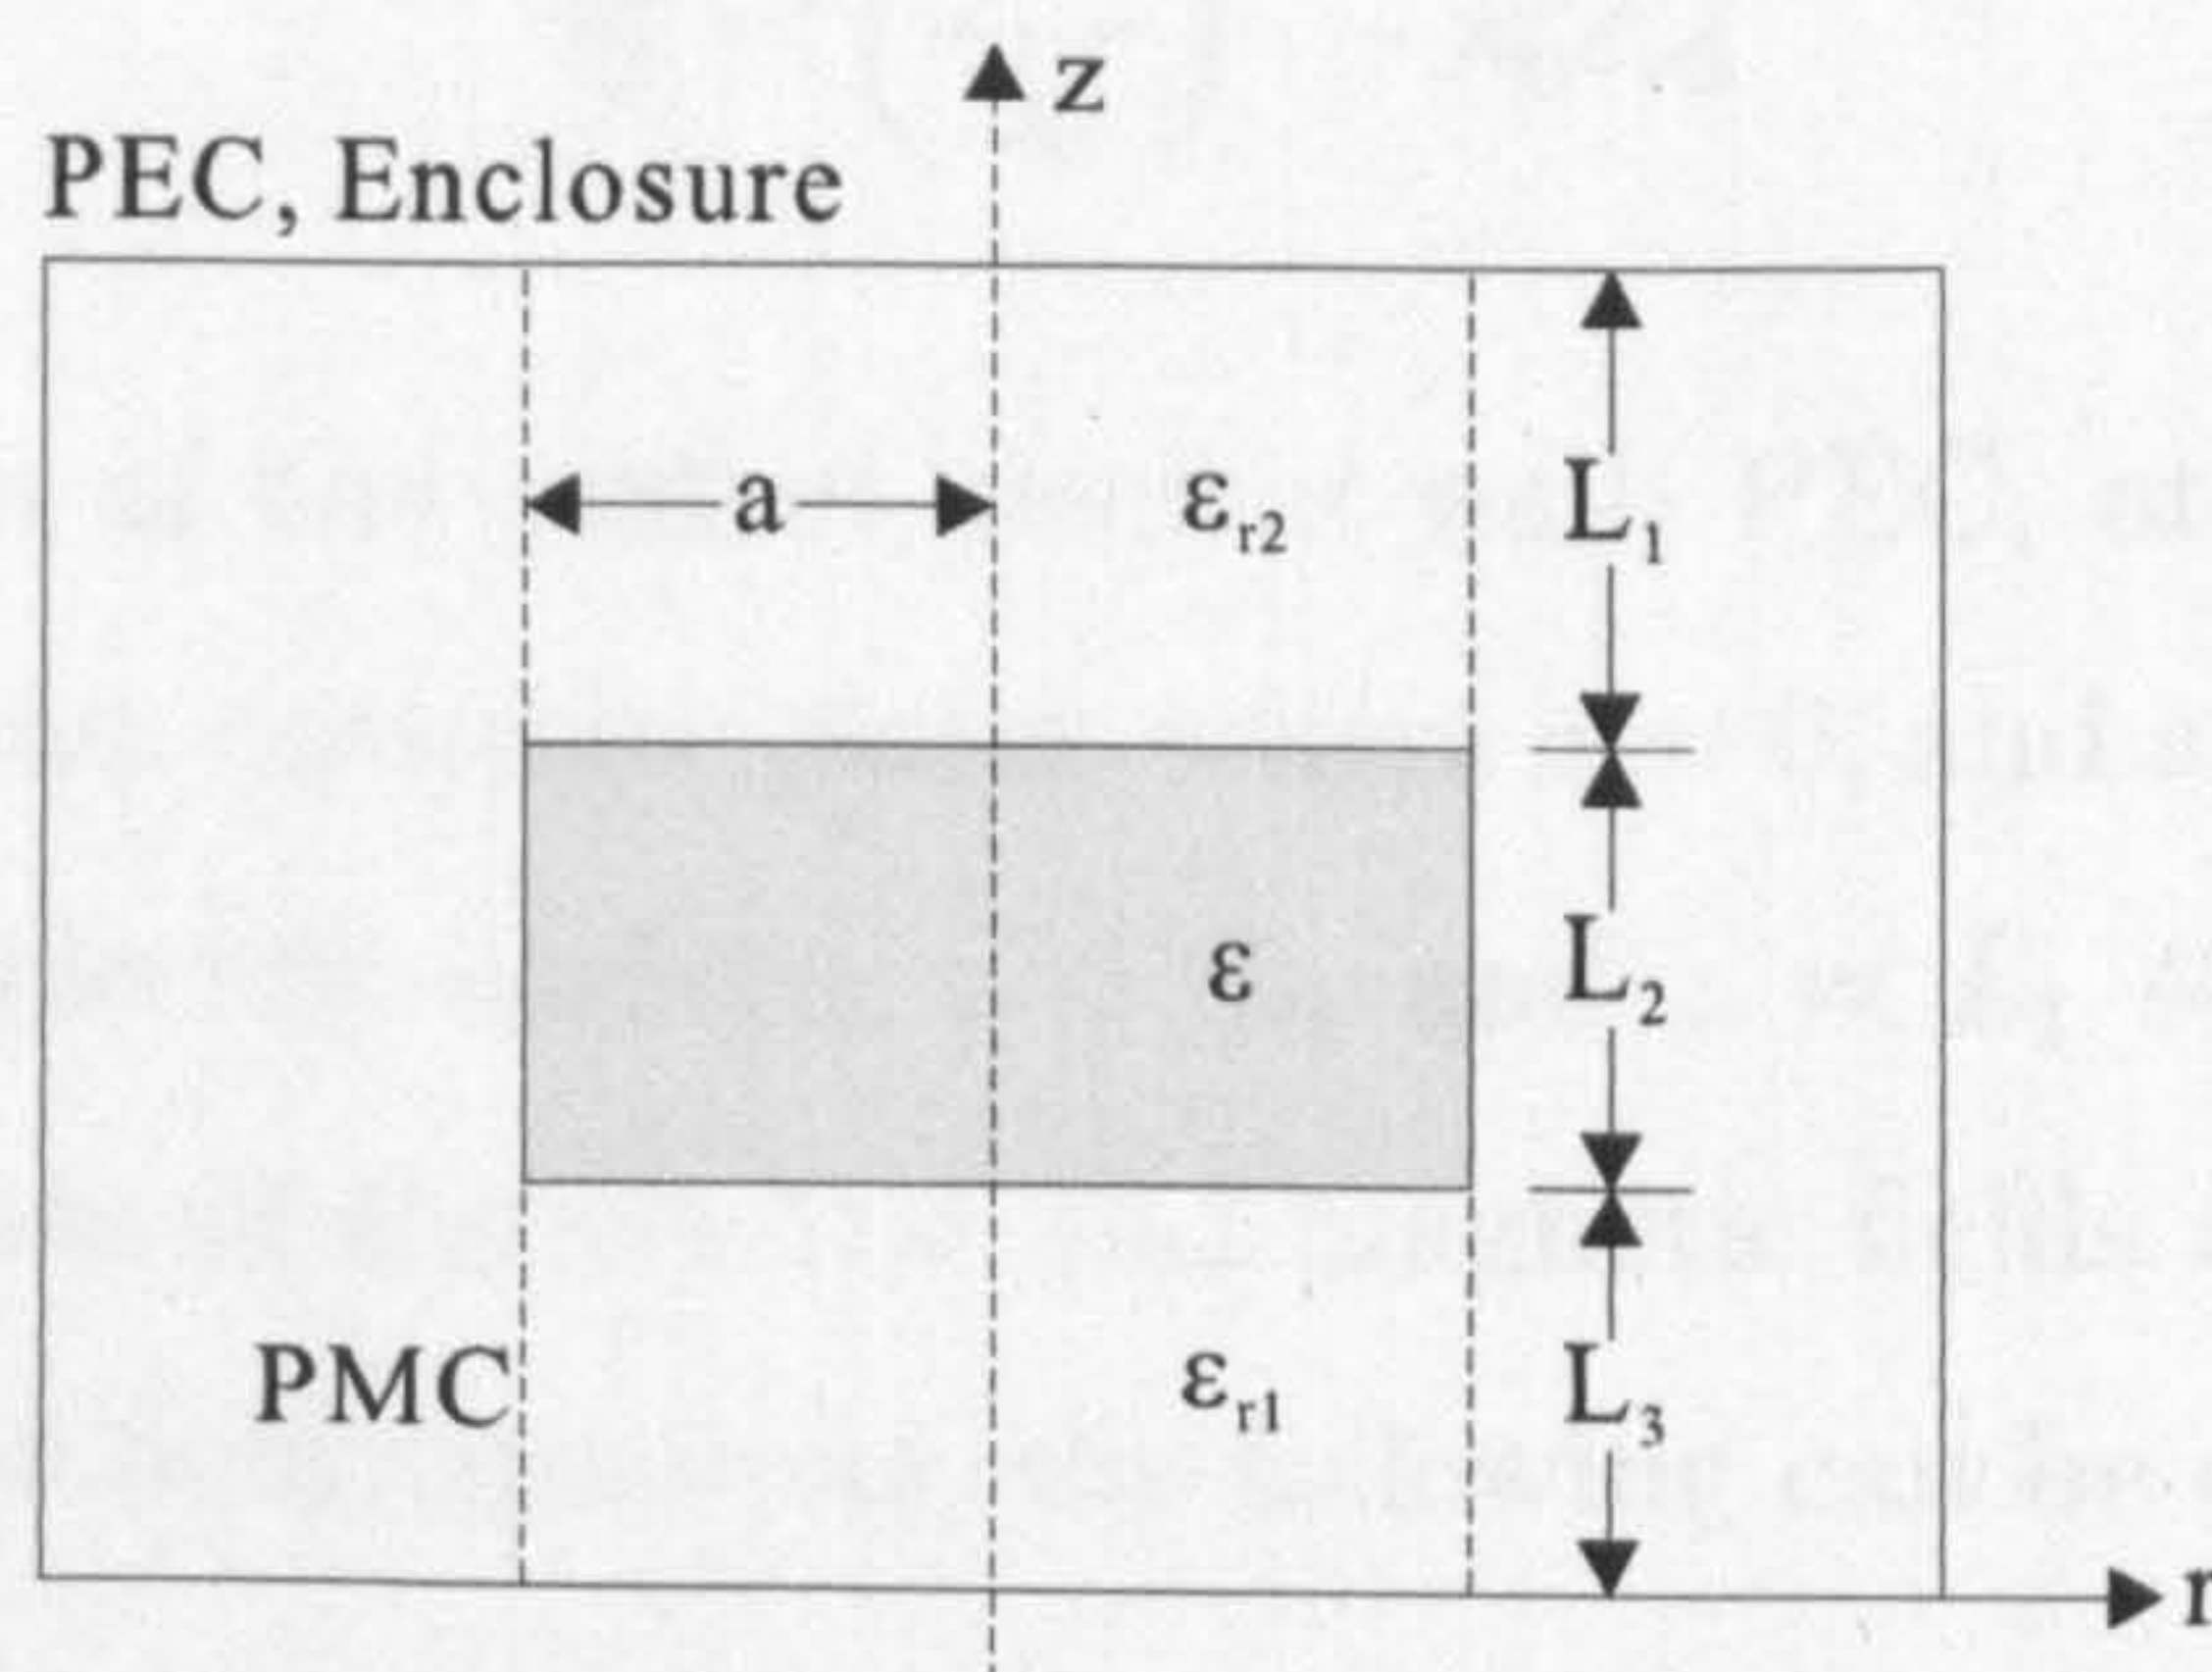 z
PEC, Enclosure
a
εr2
L1
ε
L2
PMC
εr1
L3
r